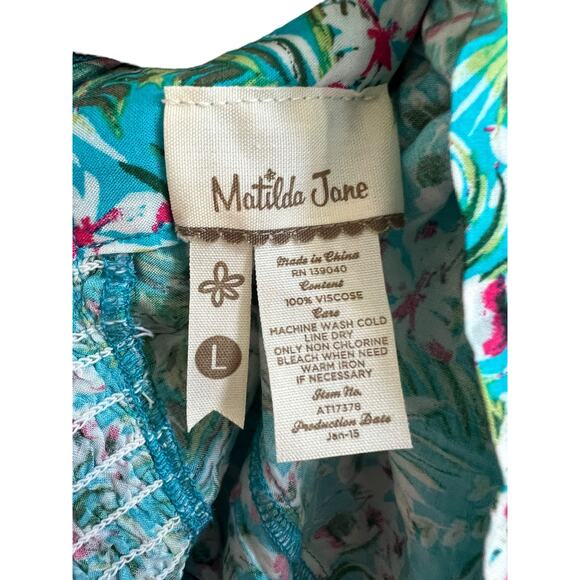 Matilda Jane
L
Made in China
RN 139040
Content
100% VISCOSE
Care
MACHINE WASH COLD
LINE DRY
ONLY NON CHLORINE
BLEACH WHEN NEED
WARM IRON
IF NECESSARY
Item No.
AT17378
Production Date
Jan-15